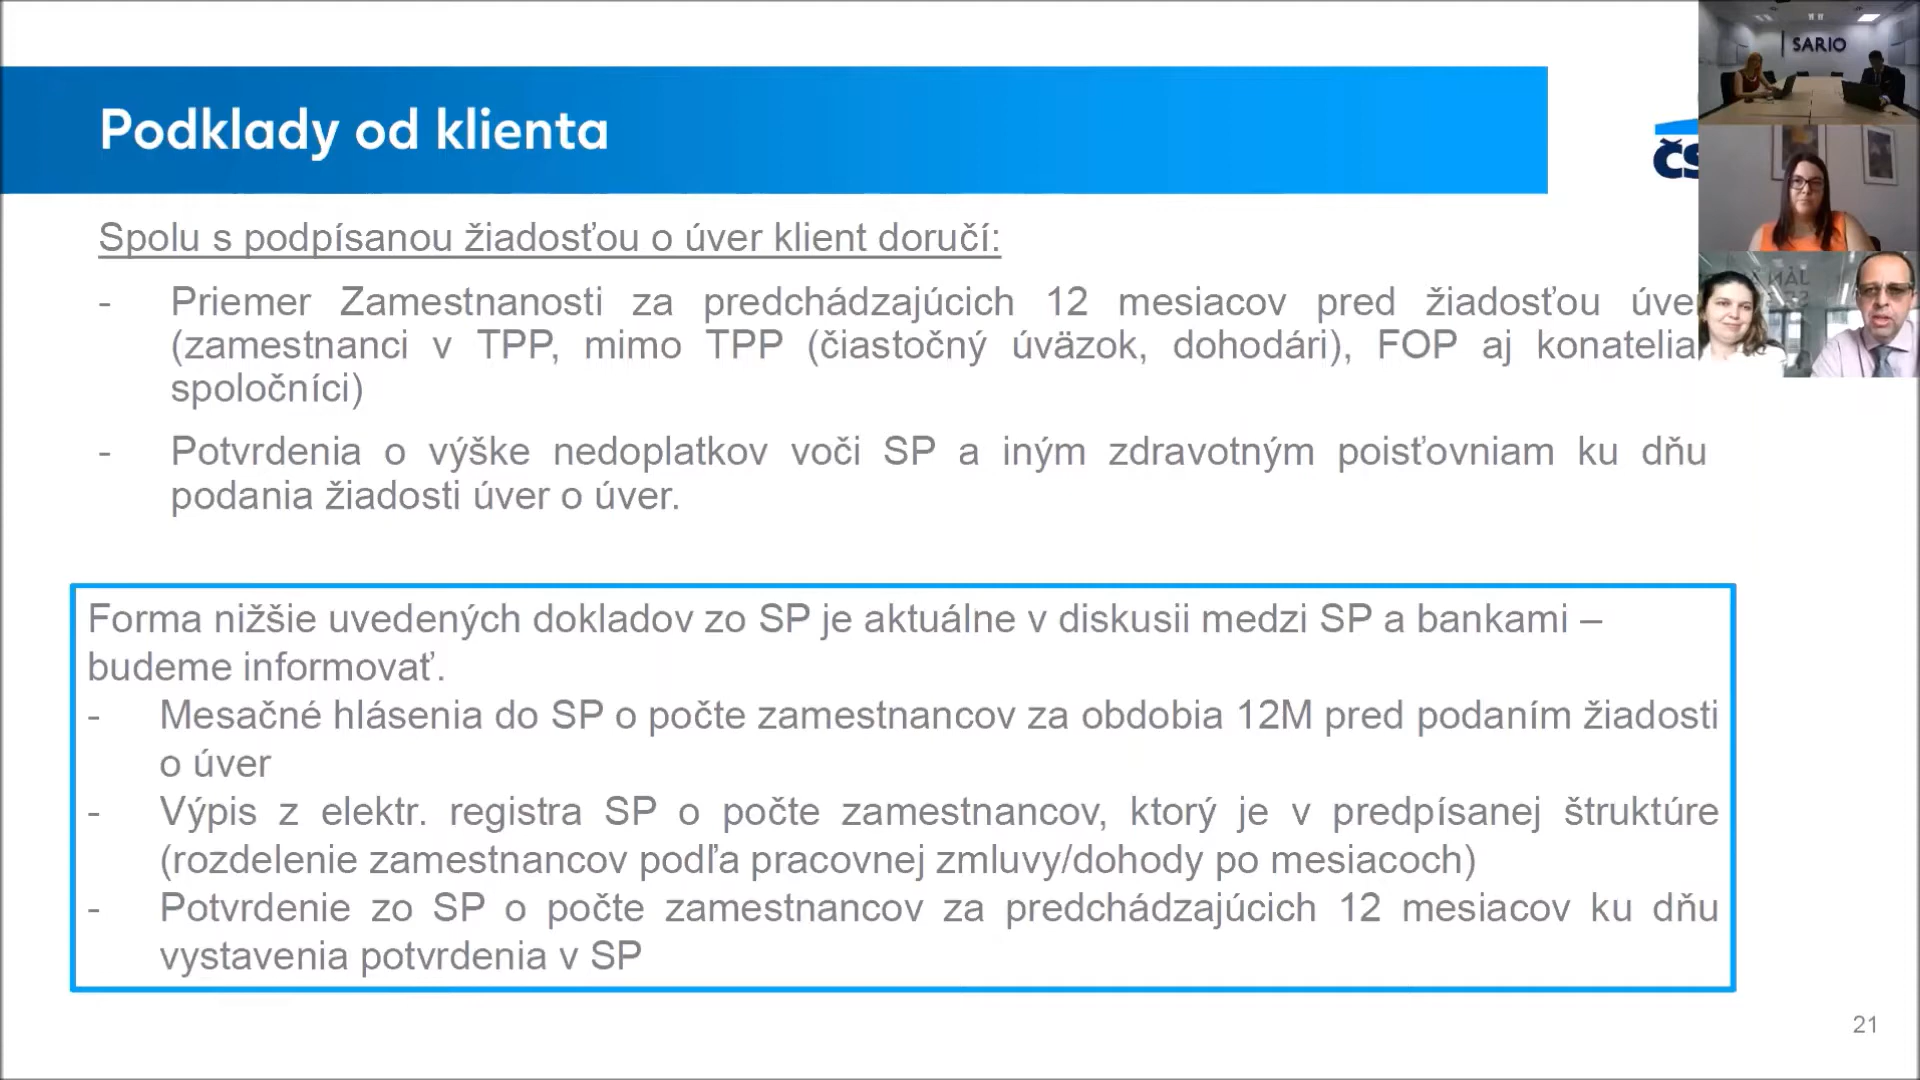 Podklady od klienta
SARIO
Spolu s podpísanou žiadosťou o úver klient doručí:
- Priemer Zamestnanosti za predchádzajúcich 12 mesiacov pred žiadosťou úver
(zamestnanci v TPP, mimo TPP (čiastočný úväzok, dohodári), FOP aj konatelia
spoločníci)
- Potvrdenia o výške nedoplatkov voči SP a iným zdravotným poisťovniam ku dňu
podania žiadosti úver o úver.
Forma nižšie uvedených dokladov zo SP je aktuálne v diskusii medzi SP a bankami –
budeme informovať.
- Mesačné hlásenia do SP o počte zamestnancov za obdobia 12M pred podaním žiadosti
o úver
- Výpis z elektr. registra SP o počte zamestnancov, ktorý je v predpísanej štruktúre
(rozdelenie zamestnancov podľa pracovnej zmluvy/dohody po mesiacoch)
- Potvrdenie zo SP o počte zamestnancov za predchádzajúcich 12 mesiacov ku dňu
vystavenia potvrdenia v SP
21